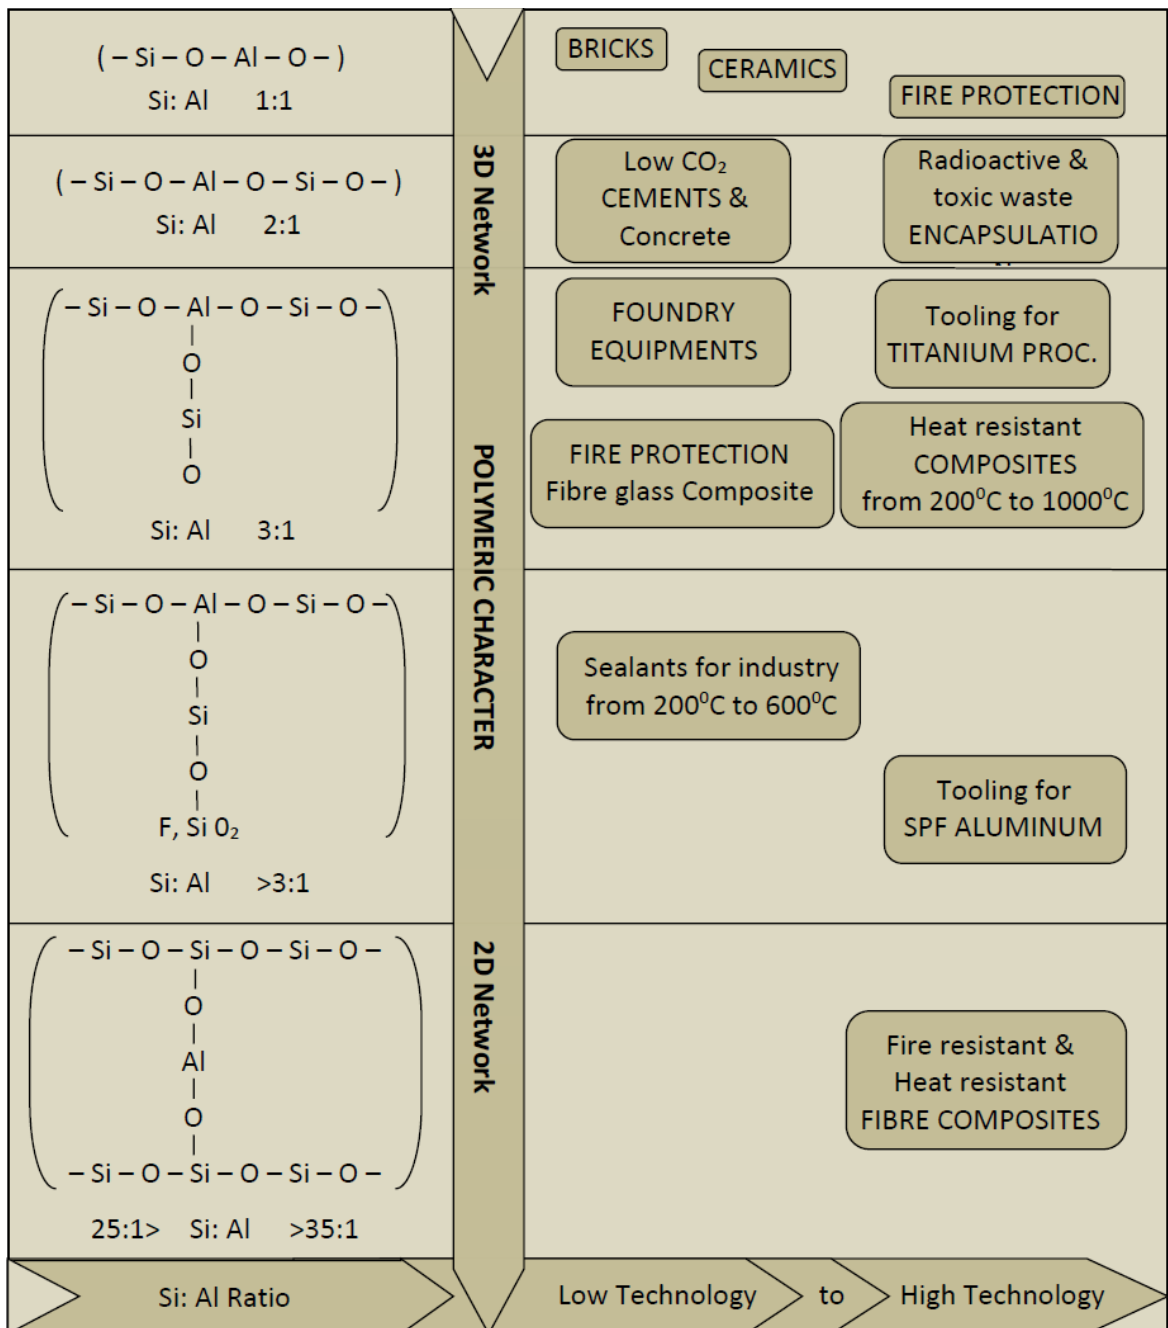 ( – Si – O – Al – O – )
Si: Al 1:1
BRICKS
CERAMICS
FIRE PROTECTION
( – Si – O – Al – O – Si – O – )
Si: Al 2:1
Low CO₂
CEMENTS &
Concrete
Radioactive &
toxic waste
ENCAPSULATIO
– Si – O – Al – O – Si – O –
O
Si
O
Si: Al 3:1
FOUNDRY
EQUIPMENTS
Tooling for
TITANIUM PROC.
FIRE PROTECTION
Fibre glass Composite
Heat resistant
COMPOSITES
from 200⁰C to 1000⁰C
– Si – O – Al – O – Si – O –
O
Si
O
F, Si 0₂
Si: Al >3:1
Sealants for industry
from 200⁰C to 600⁰C
Tooling for
SPF ALUMINUM
– Si – O – Si – O – Si – O –
O
Al
O
– Si – O – Si – O – Si – O –
25:1> Si: Al >35:1
Fire resistant &
Heat resistant
FIBRE COMPOSITES
3D Network
POLYMERIC CHARACTER
2D Network
Si: Al Ratio
Low Technology
to
High Technology